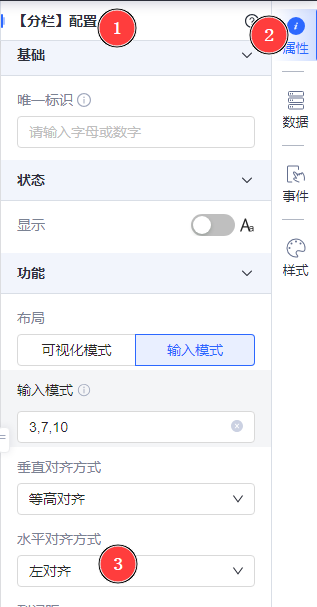 【分栏】配置
1
2
属性
基础
唯一标识
请输入字母或数字
数据
状态
事件
显示
Aa
功能
样式
布局
可视化模式
输入模式
输入模式
3,7,10
垂直对齐方式
等高对齐
水平对齐方式
3
左对齐